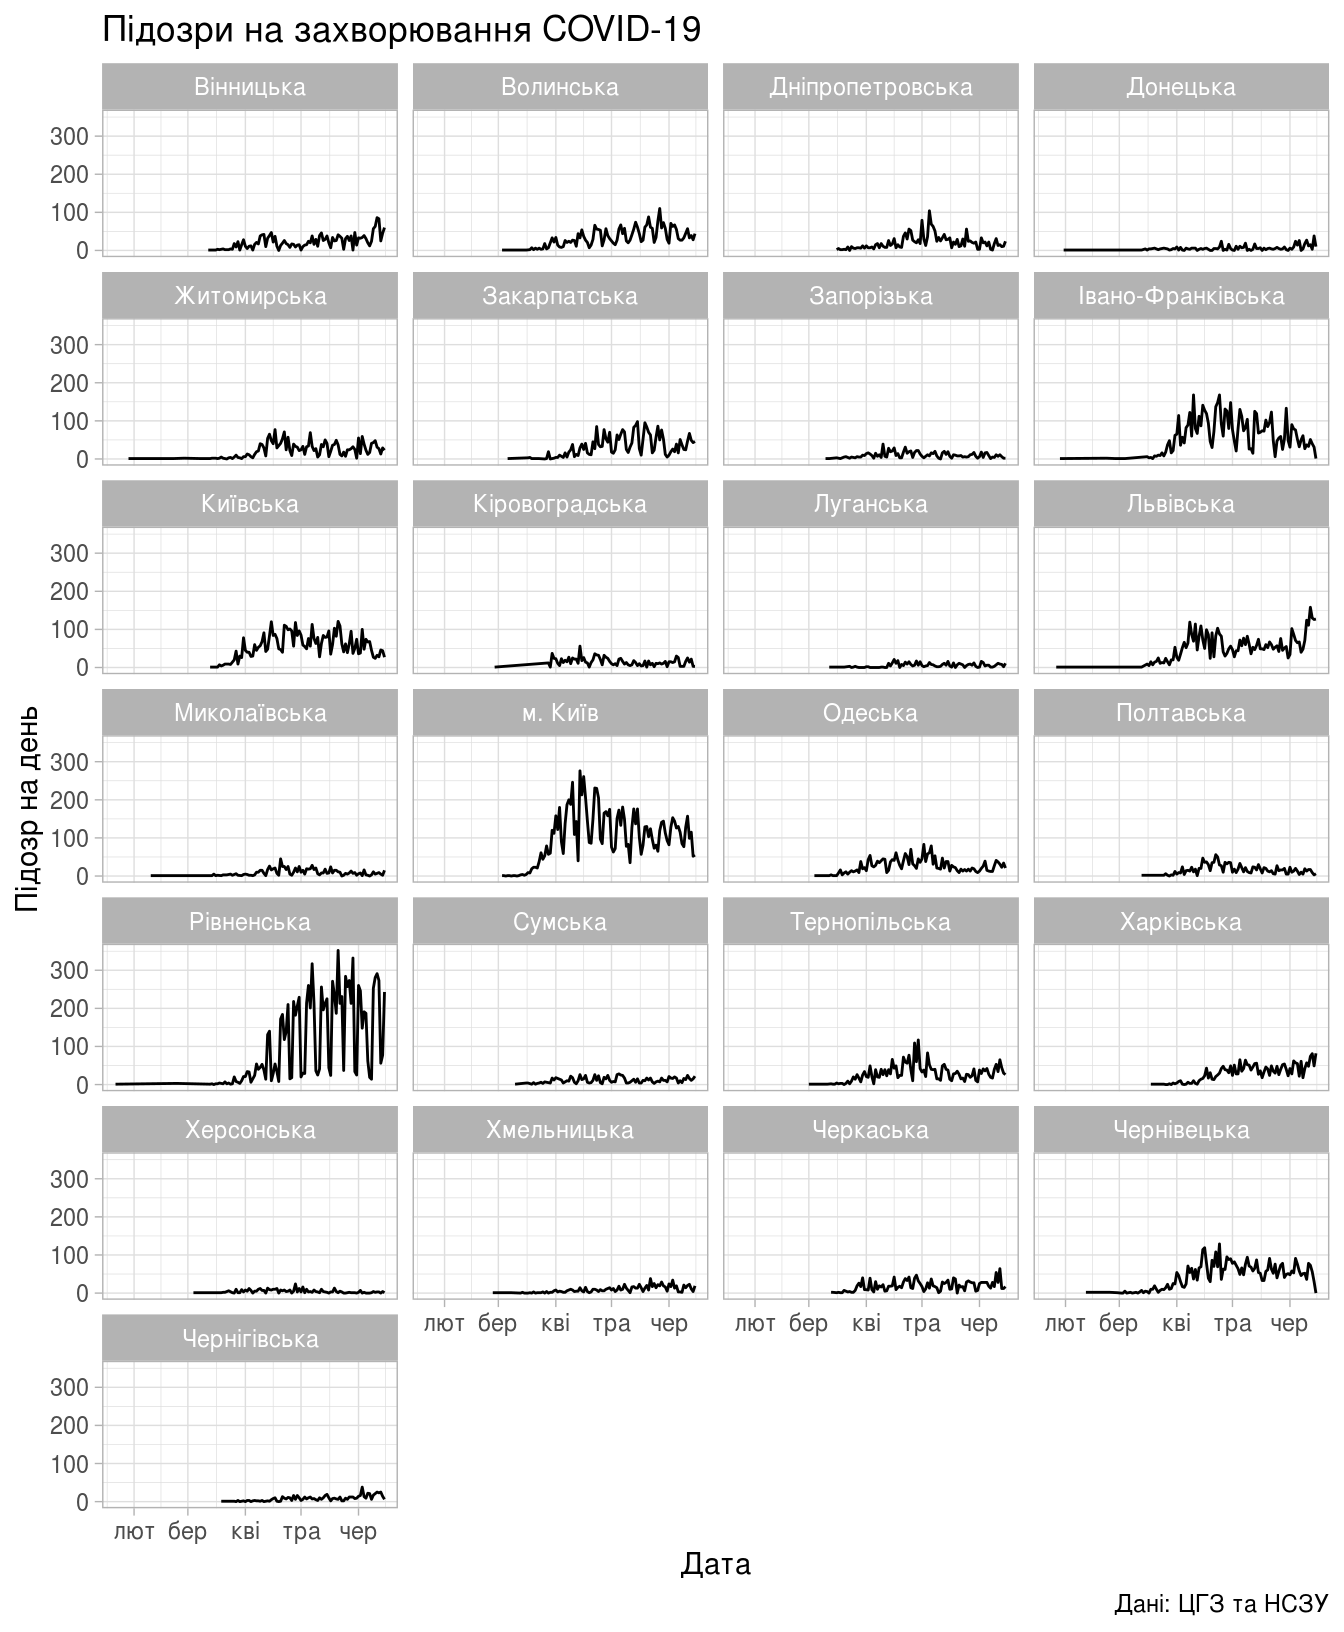 Підозри на захворювання COVID-19
Вінницька Волинська Дніпропетровська Донецька
300
200
100
0
Житомирська Закарпатська Запорізька Івано-Франківська
300
200
100
0
Київська Кіровоградська Луганська Львівська
300
200
100
0
Миколаївська м. Київ Одеська Полтавська
300
200
100
0
Підозр на день
Рівненська Сумська Тернопільська Харківська
300
200
100
0
Херсонська Хмельницька Черкаська Чернівецька
300
200
100
0
лют бер кві тра чер лют бер кві тра чер лют бер кві тра чер
Чернігівська
300
200
100
0
лют бер кві тра чер
Дата
Дані: ЦГЗ та НСЗУ